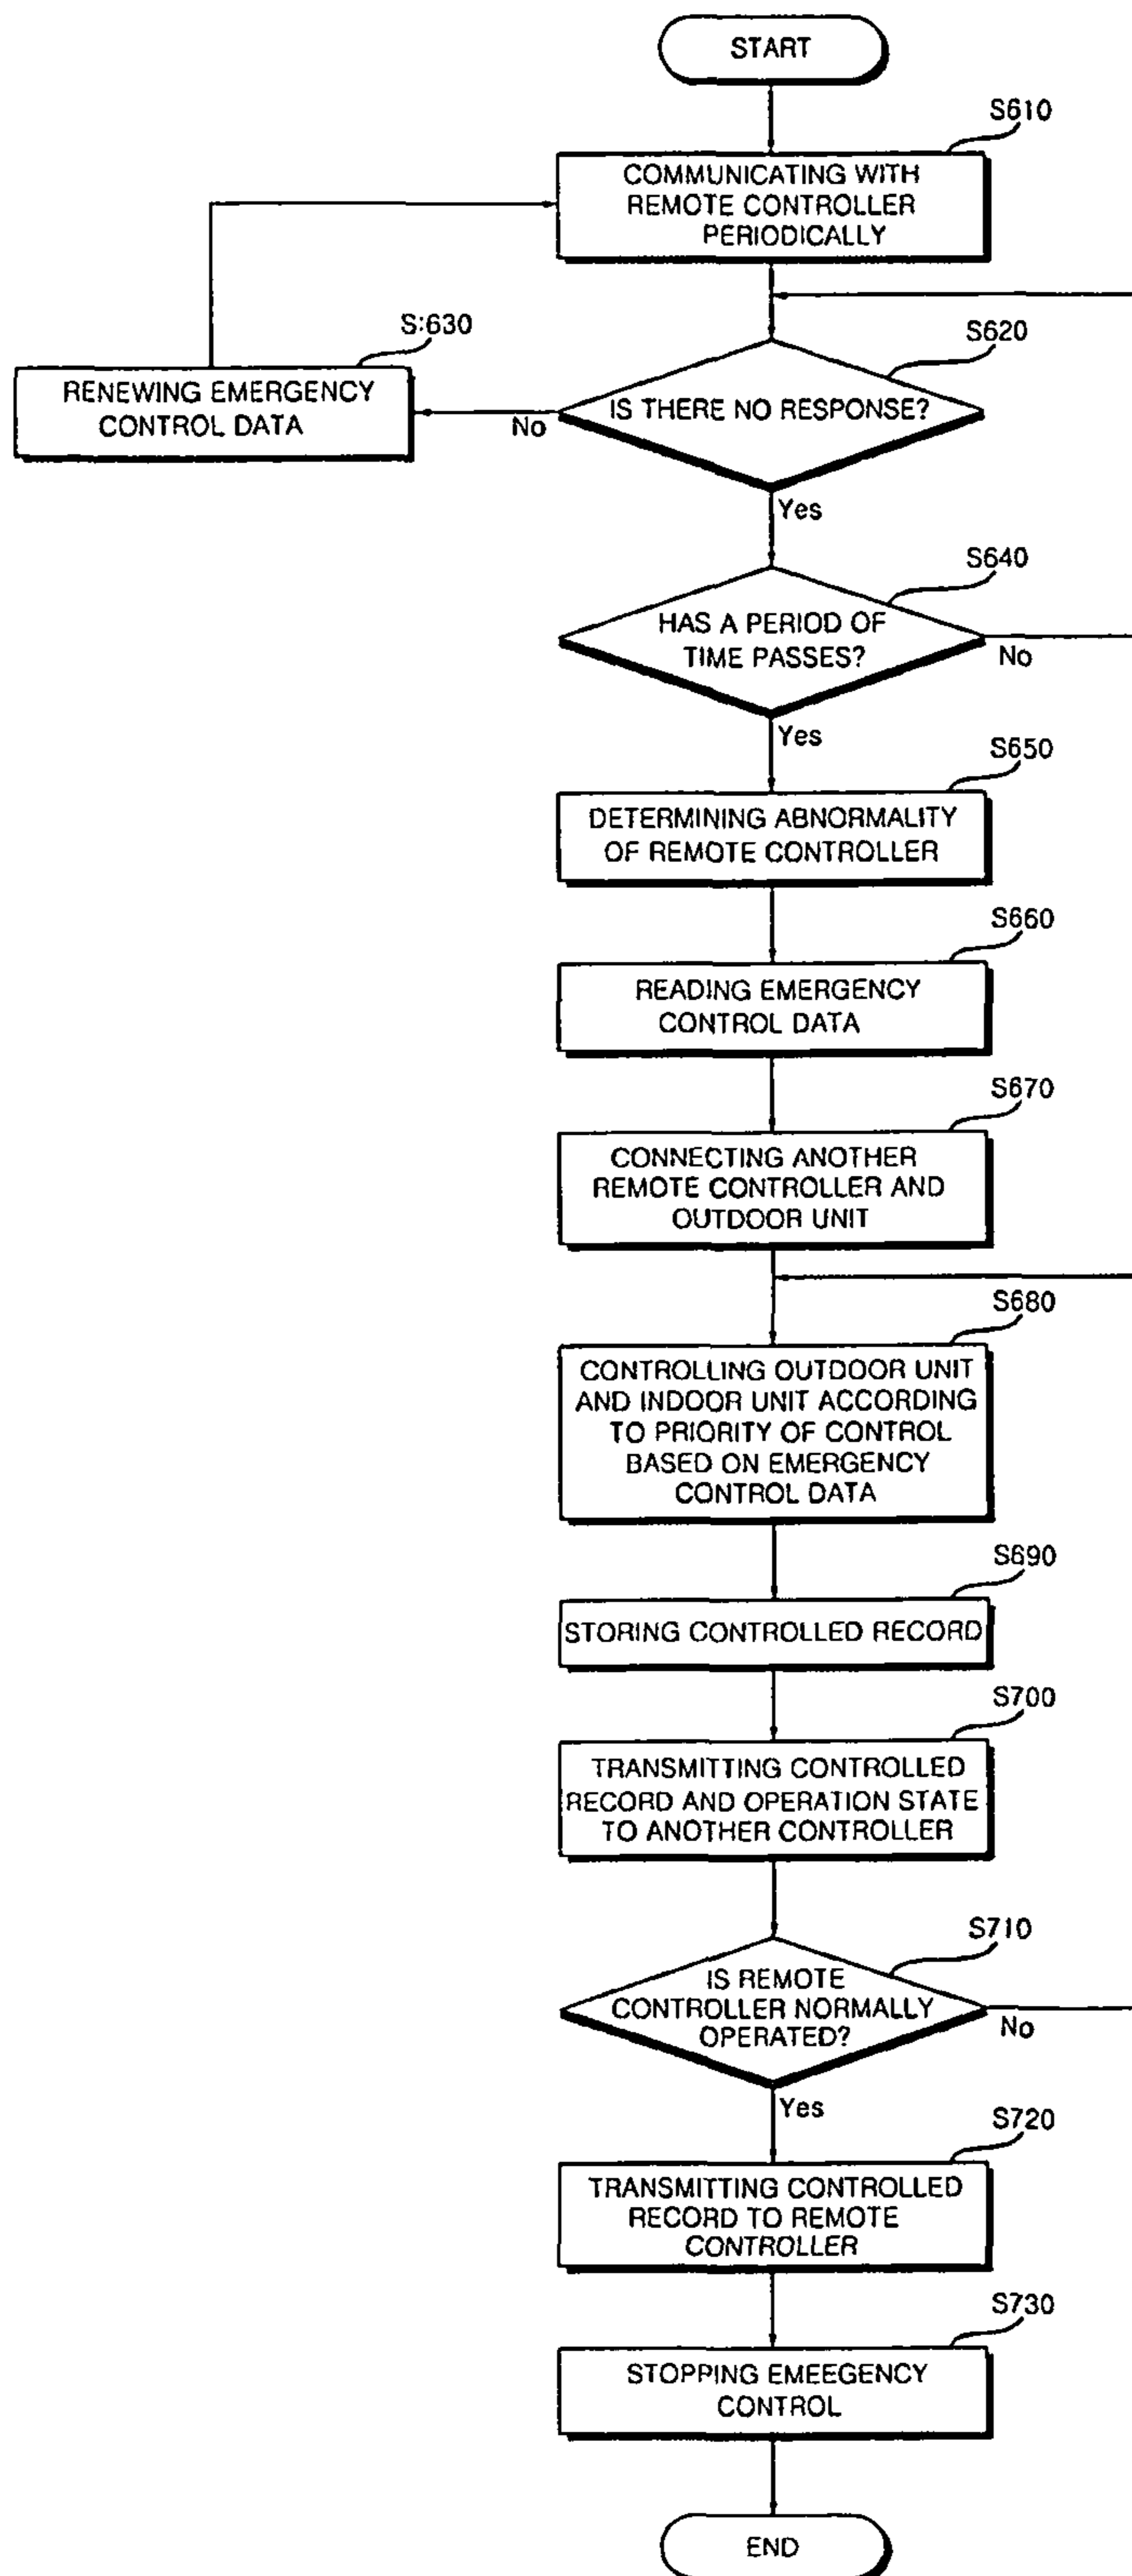 START
S610
COMMUNICATING WITH
REMOTE CONTROLLER
PERIODICALLY
S:630
RENEWING EMERGENCY
CONTROL DATA
S620
IS THERE NO RESPONSE?
No
Yes
S640
HAS A PERIOD OF
TIME PASSES?
No
Yes
S650
DETERMINING ABNORMALITY
OF REMOTE CONTROLLER
S660
READING EMERGENCY
CONTROL DATA
S670
CONNECTING ANOTHER
REMOTE CONTROLLER AND
OUTDOOR UNIT
S680
CONTROLLING OUTDOOR UNIT
AND INDOOR UNIT ACCORDING
TO PRIORITY OF CONTROL
BASED ON EMERGENCY
CONTROL DATA
S690
STORING CONTROLLED RECORD
S700
TRANSMITTING CONTROLLED
RECORD AND OPERATION STATE
TO ANOTHER CONTROLLER
S710
IS REMOTE
CONTROLLER NORMALLY
OPERATED?
No
Yes
S720
TRANSMITTING CONTROLLED
RECORD TO REMOTE
CONTROLLER
S730
STOPPING EMEEGENCY
CONTROL
END